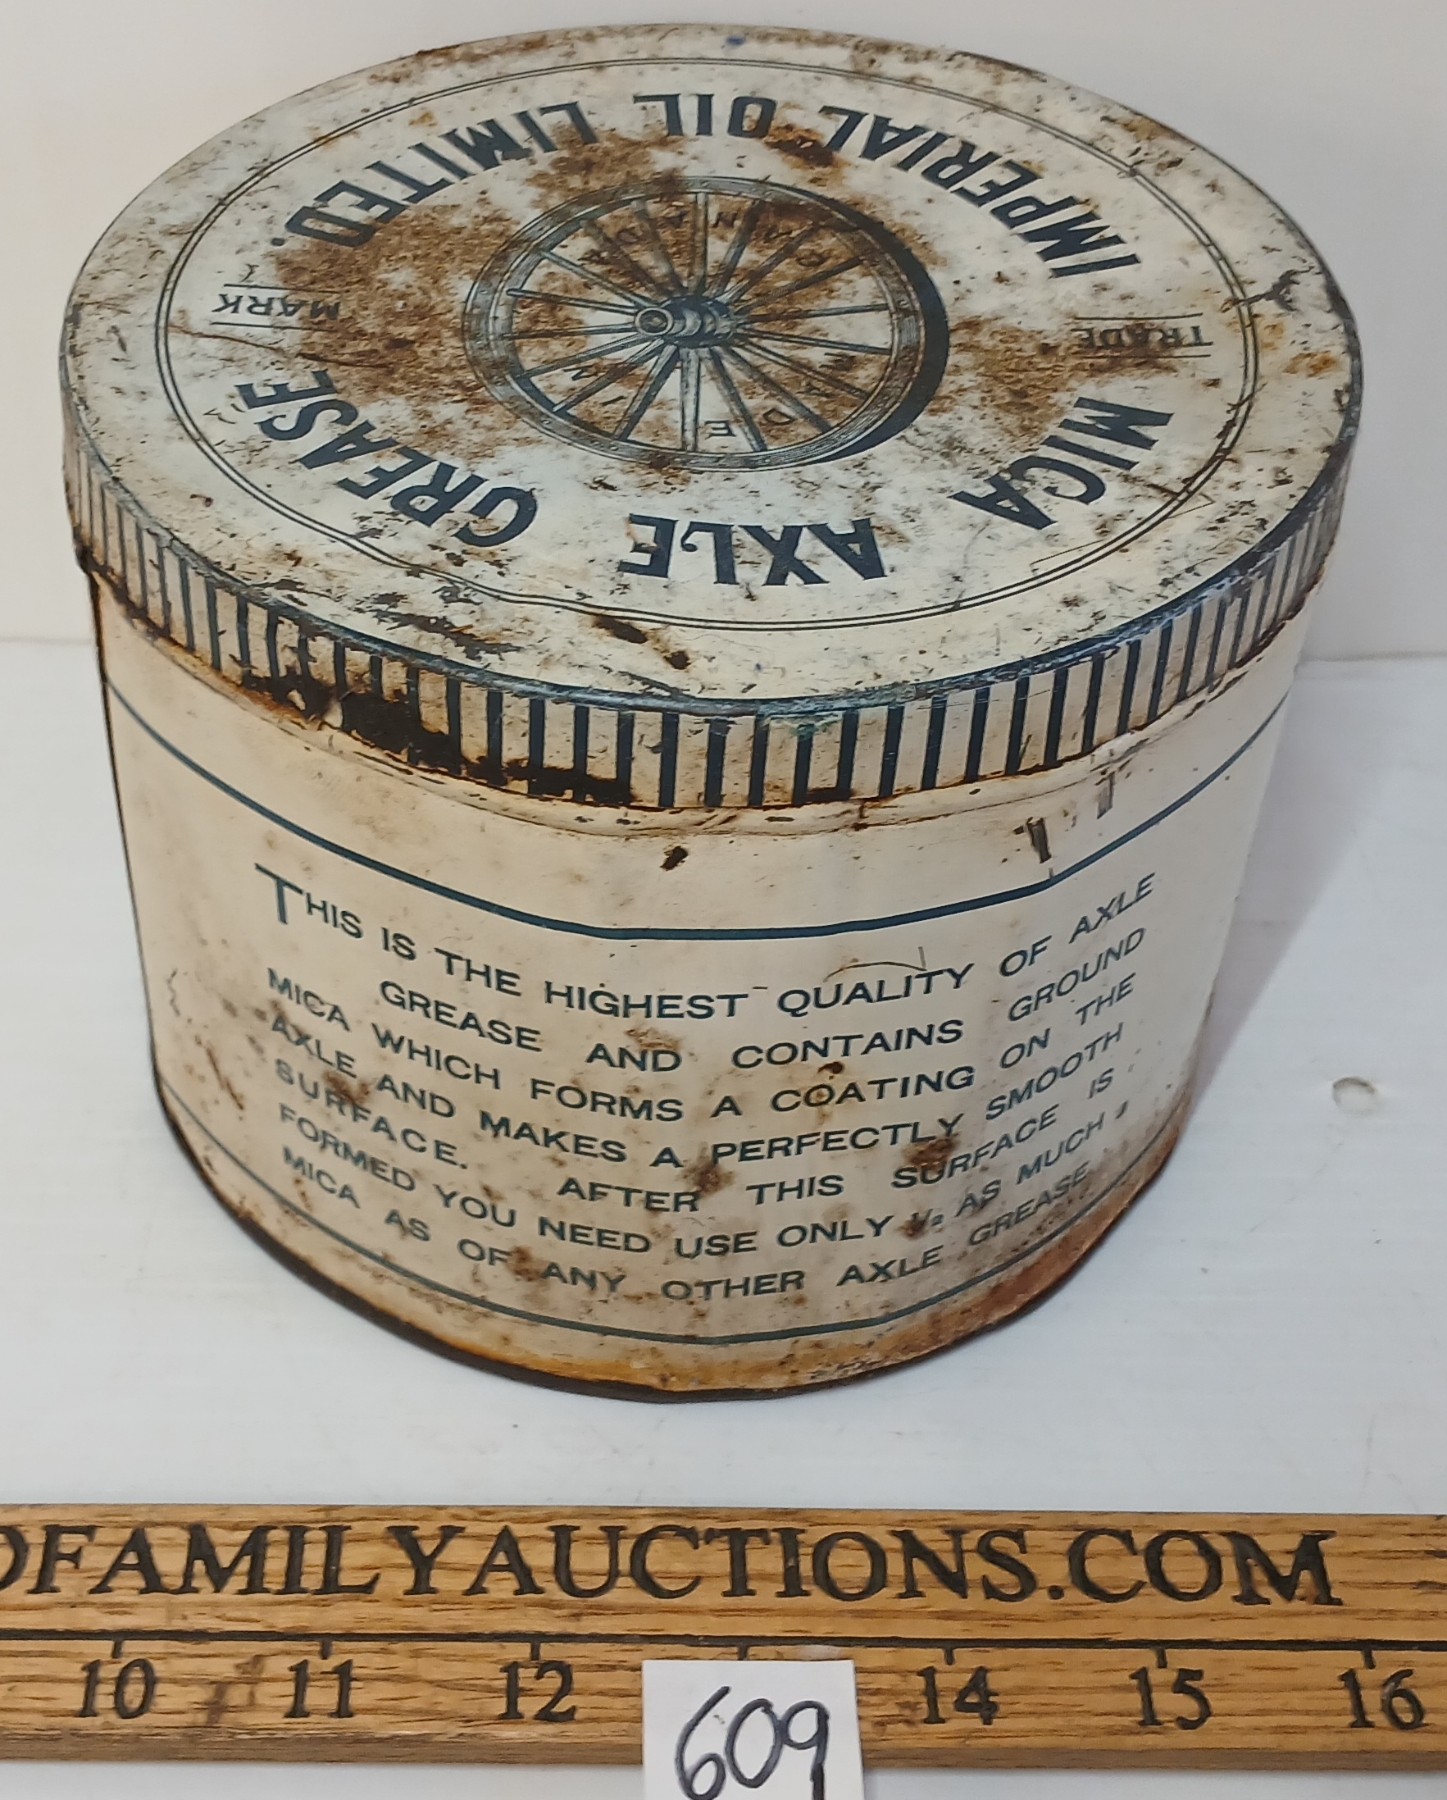 IMPERIAL OIL LIMITED.
TRADE MARK
MADE IN CANADA
MICA AXLE GREASE
THIS IS THE HIGHEST QUALITY OF AXLE
GREASE AND CONTAINS GROUND
MICA WHICH FORMS A COATING ON THE
AXLE AND MAKES A PERFECTLY SMOOTH
SURFACE. AFTER THIS SURFACE IS
FORMED YOU NEED USE ONLY ½ AS MUCH
MICA AS OF ANY OTHER AXLE GREASE
FAMILYAUCTIONS.COM
10 11 12 14 15 16
609